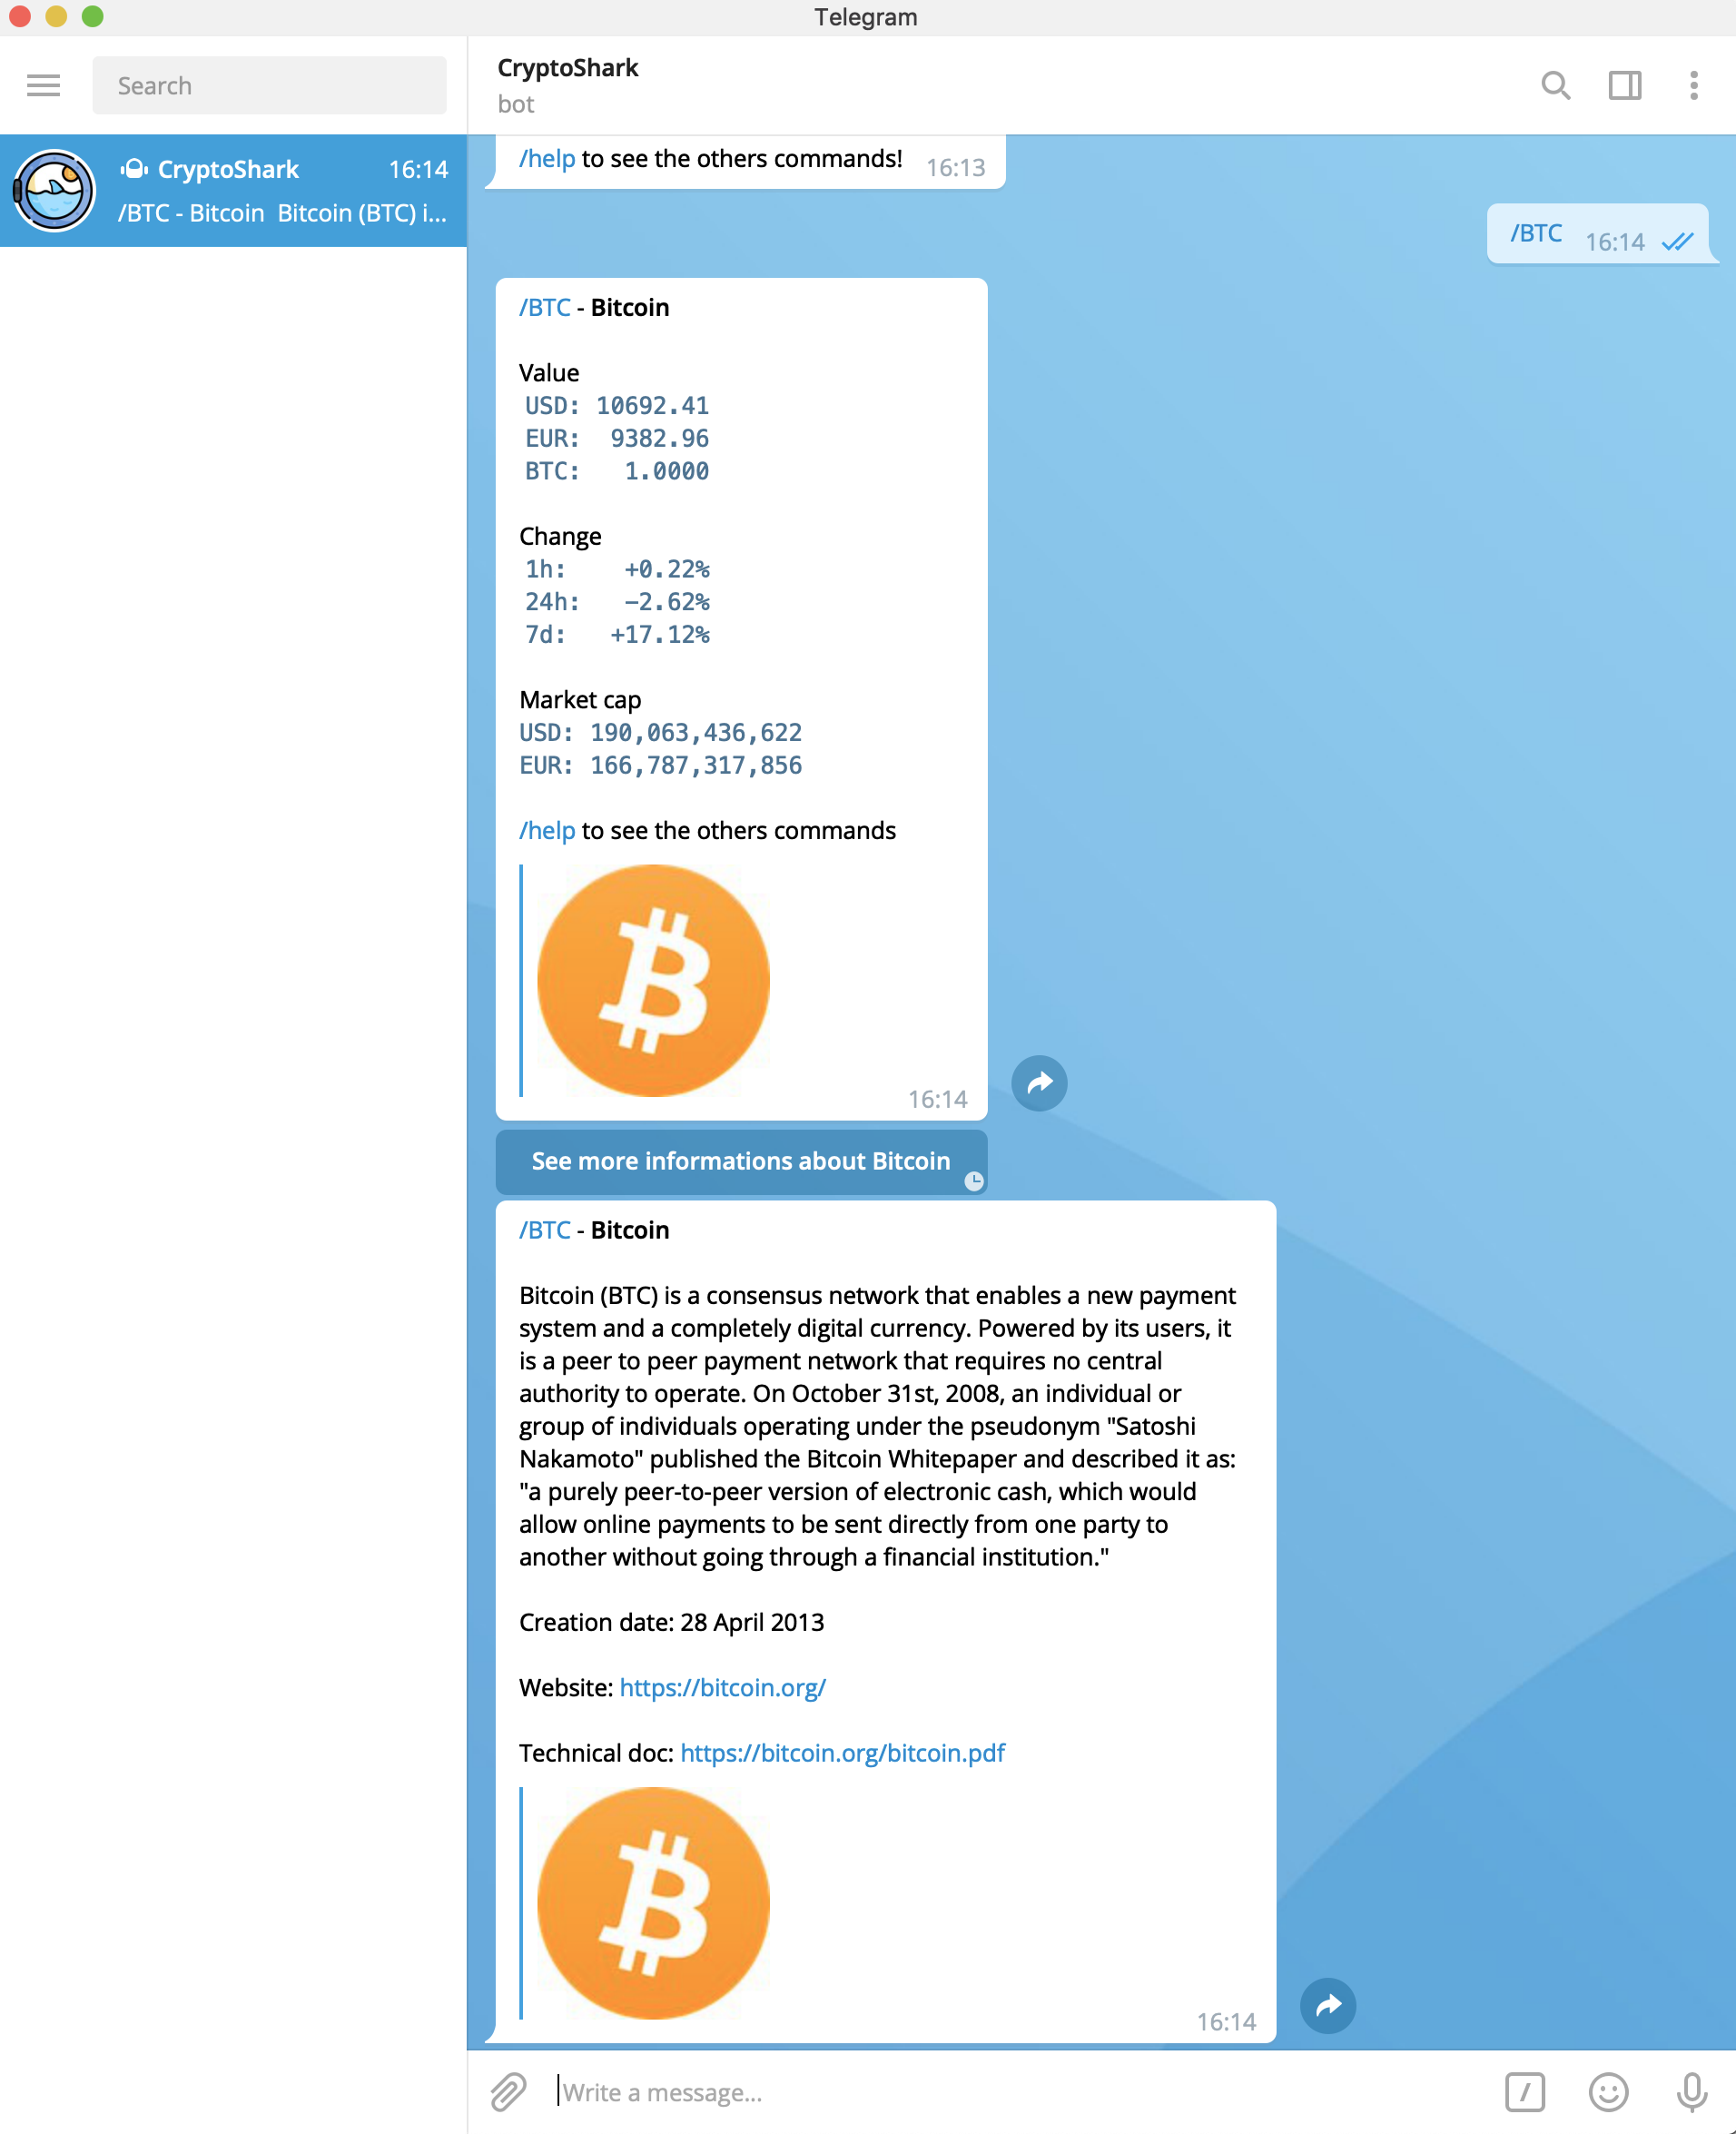 Telegram
Search
CryptoShark
bot
CryptoShark 16:14
/BTC - Bitcoin Bitcoin (BTC) i...
/help to see the others commands! 16:13
/BTC 16:14
/BTC - Bitcoin
Value
USD: 10692.41
EUR: 9382.96
BTC: 1.0000
Change
1h: +0.22%
24h: −2.62%
7d: +17.12%
Market cap
USD: 190,063,436,622
EUR: 166,787,317,856
/help to see the others commands
16:14
See more informations about Bitcoin
/BTC - Bitcoin
Bitcoin (BTC) is a consensus network that enables a new payment
system and a completely digital currency. Powered by its users, it
is a peer to peer payment network that requires no central
authority to operate. On October 31st, 2008, an individual or
group of individuals operating under the pseudonym "Satoshi
Nakamoto" published the Bitcoin Whitepaper and described it as:
"a purely peer-to-peer version of electronic cash, which would
allow online payments to be sent directly from one party to
another without going through a financial institution."
Creation date: 28 April 2013
Website: https://bitcoin.org/
Technical doc: https://bitcoin.org/bitcoin.pdf
16:14
Write a message...